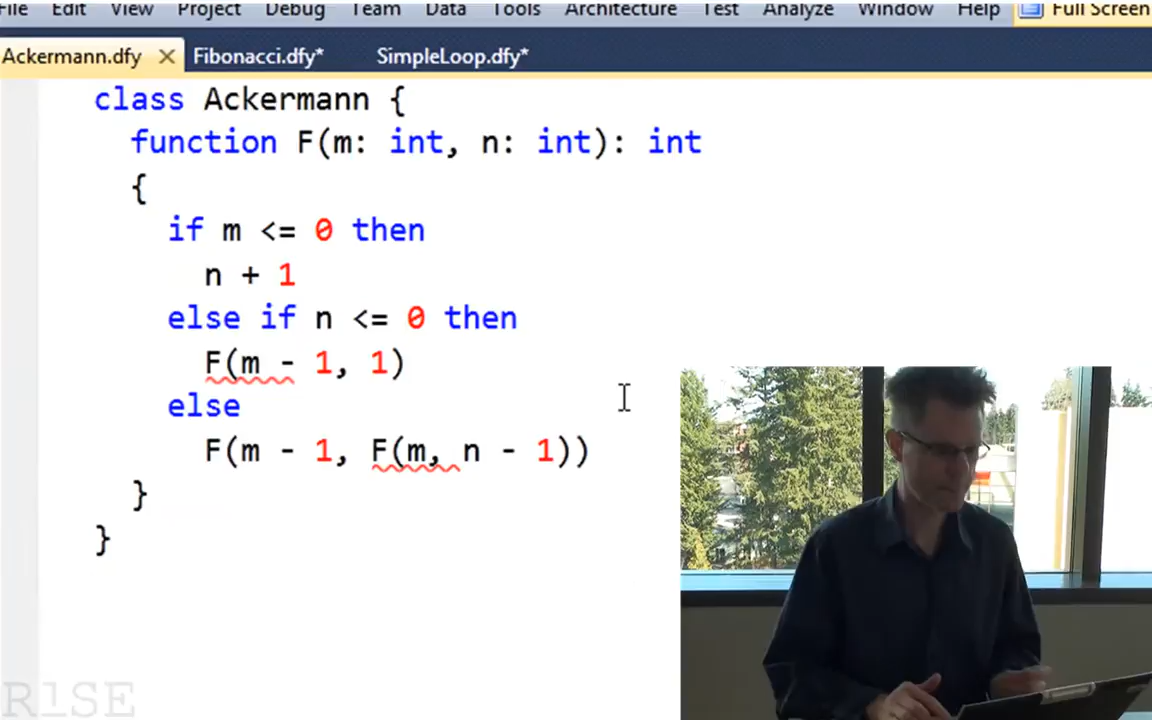 File Edit View Project Debug Team Data Tools Architecture Test Analyze Window Help Full Screen
Ackermann.dfy Fibonacci.dfy* SimpleLoop.dfy*
class Ackermann {
function F(m: int, n: int): int
{
if m <= 0 then
n + 1
else if n <= 0 then
F(m - 1, 1)
else
F(m - 1, F(m, n - 1))
}
}
RiSE